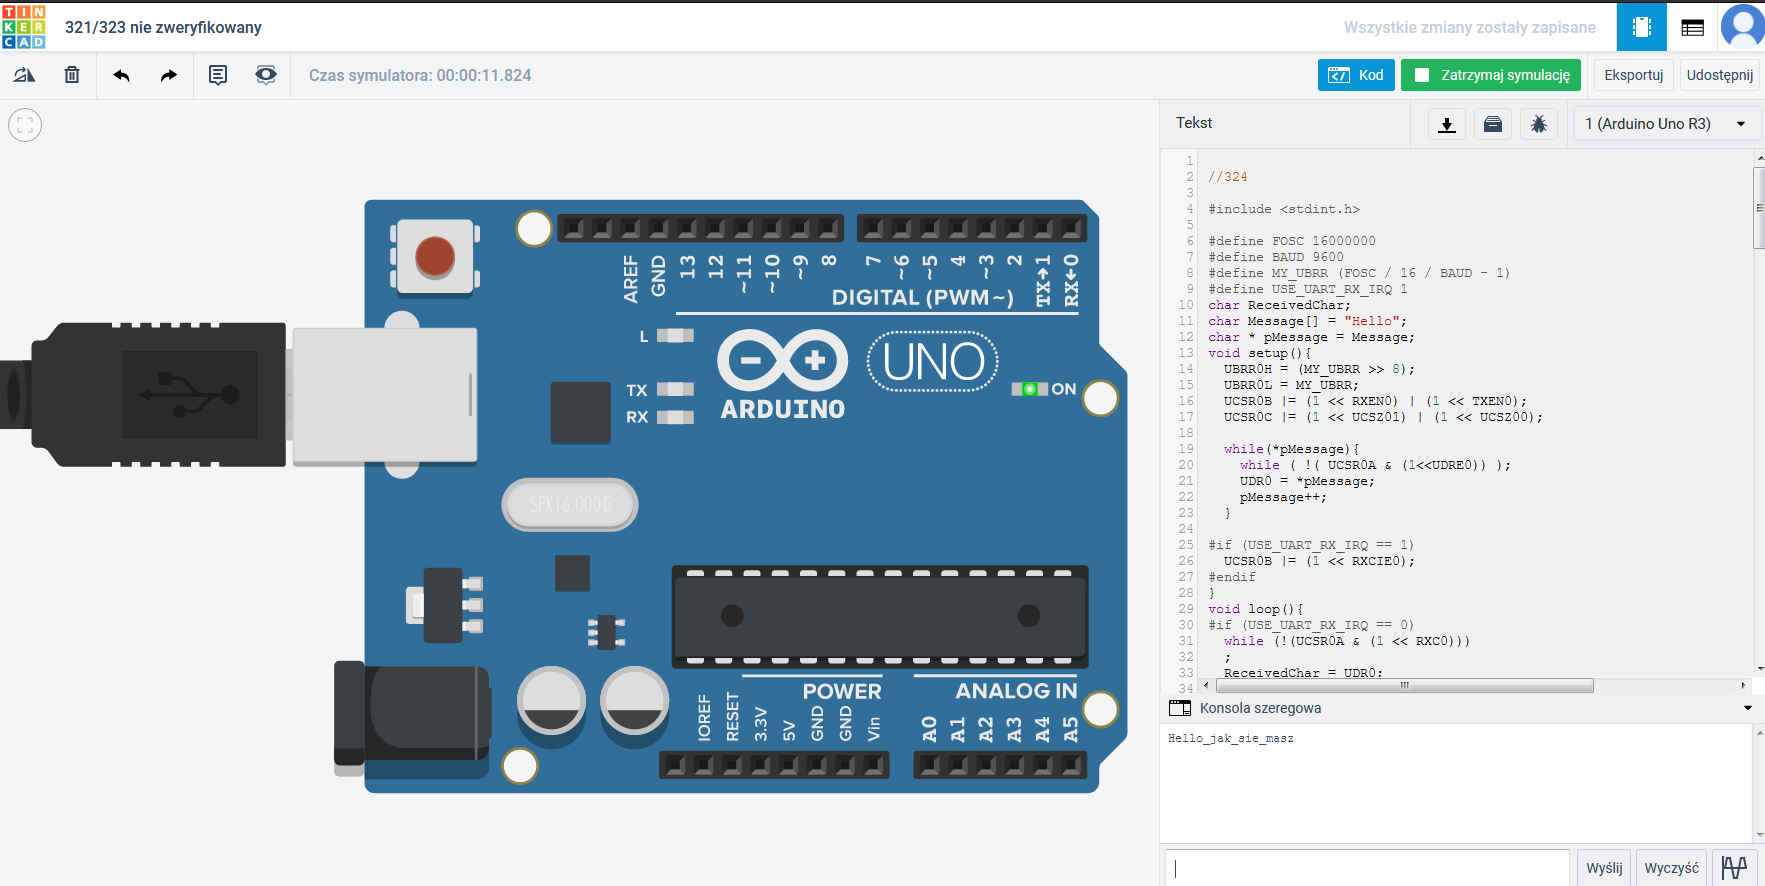 TINKERCAD
321/323 nie zweryfikowany
Wszystkie zmiany zostały zapisane
Czas symulatora: 00:00:11.824
Kod
Zatrzymaj symulację
Eksportuj
Udostępnij
Tekst
1 (Arduino Uno R3)
1
2 //324
3
4 #include <stdint.h>
5
6 #define FOSC 16000000
7 #define BAUD 9600
8 #define MY_UBRR (FOSC / 16 / BAUD - 1)
9 #define USE_UART_RX_IRQ 1
10 char ReceivedChar;
11 char Message[] = "Hello";
12 char * pMessage = Message;
13 void setup(){
14 UBRR0H = (MY_UBRR >> 8);
15 UBRR0L = MY_UBRR;
16 UCSR0B |= (1 << RXEN0) | (1 << TXEN0);
17 UCSR0C |= (1 << UCSZ01) | (1 << UCSZ00);
18
19 while(*pMessage){
20 while ( !( UCSR0A & (1<<UDRE0)) );
21 UDR0 = *pMessage;
22 pMessage++;
23 }
24
25 #if (USE_UART_RX_IRQ == 1)
26 UCSR0B |= (1 << RXCIE0);
27 #endif
28 }
29 void loop(){
30 #if (USE_UART_RX_IRQ == 0)
31 while (!(UCSR0A & (1 << RXC0)))
32 ;
33 ReceivedChar = UDR0;
34
Konsola szeregowa
Hello_jak_sie_masz
Wyślij
Wyczyść
AREF
GND
13
12
~11
~10
~9
8
7
~6
~5
4
~3
2
TX→1
RX←0
DIGITAL (PWM~)
L
TX
RX
ARDUINO
UNO
ON
SPK16.000G
POWER
ANALOG IN
IOREF
RESET
3.3V
5V
GND
GND
Vin
A0
A1
A2
A3
A4
A5